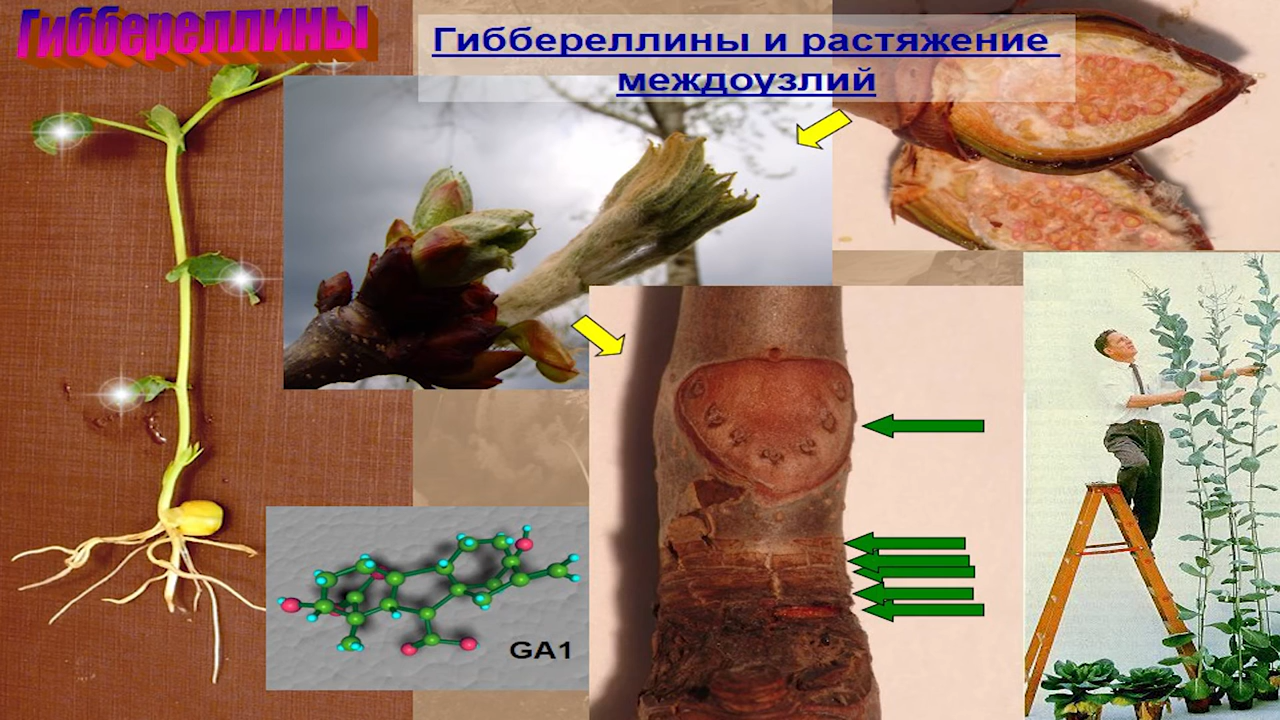 Гиббереллины
Гиббереллины и растяжение
междоузлий
GA1